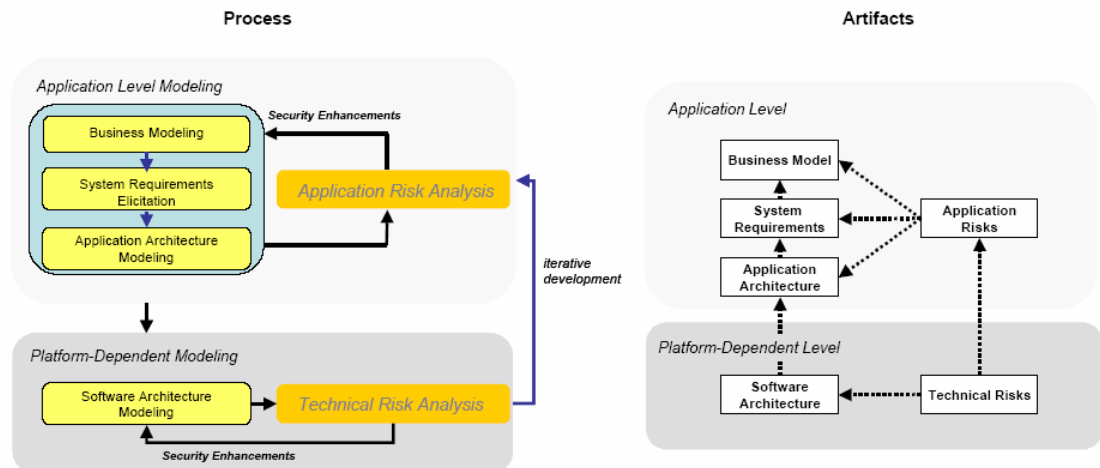 Process
Application Level Modeling
Business Modeling
System Requirements
Elicitation
Application Architecture
Modeling
Security Enhancements
Application Risk Analysis
iterative
development
Platform-Dependent Modeling
Software Architecture
Modeling
Technical Risk Analysis
Security Enhancements
Artifacts
Application Level
Business Model
System
Requirements
Application
Risks
Application
Architecture
Platform-Dependent Level
Software
Architecture
Technical Risks